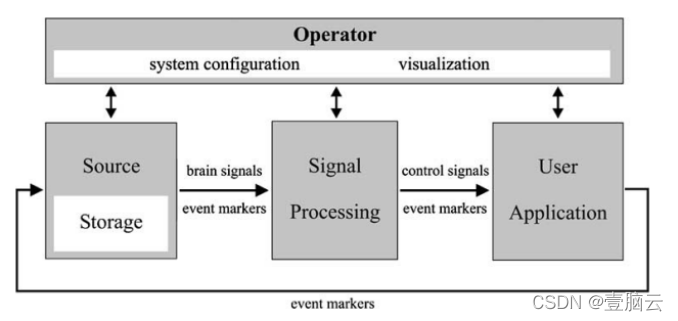 Operator
system configuration visualization
Source
Storage
brain signals
event markers
Signal
Processing
control signals
event markers
User
Application
event markers
CSDN @壹脑云